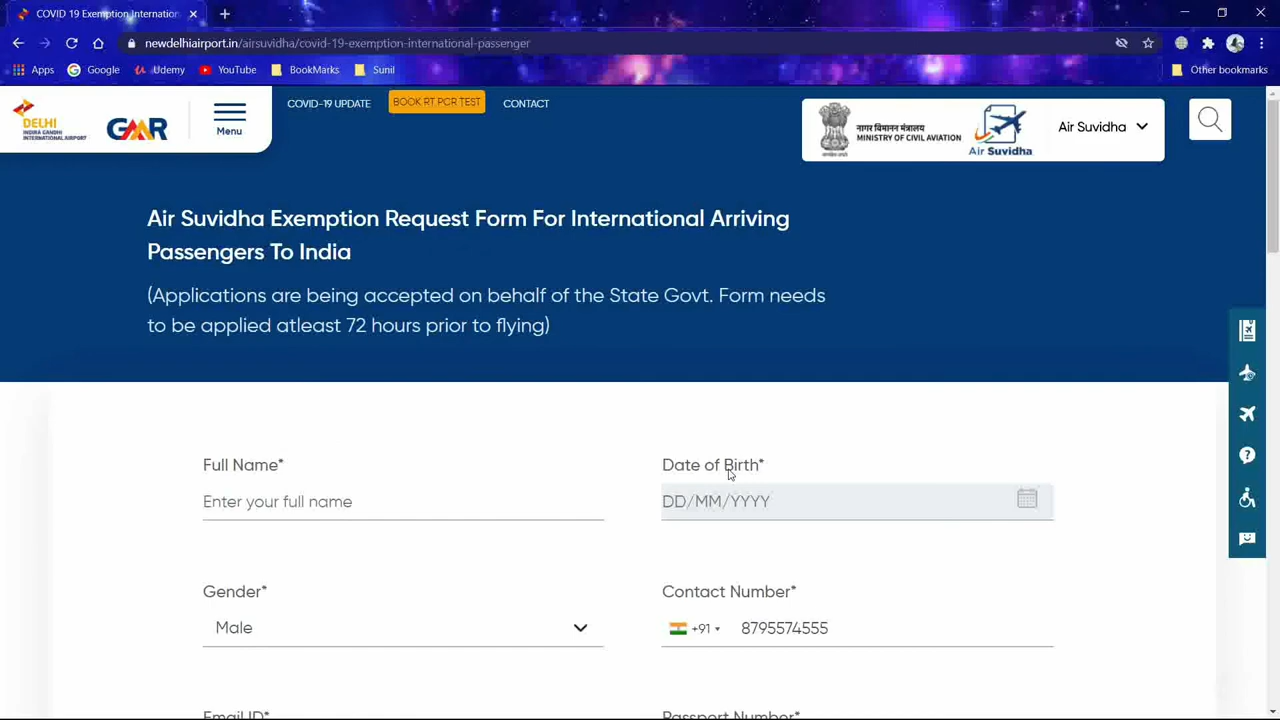 COVID 19 Exemption Internation
newdelhiairport.in/airsuvidha/covid-19-exemption-international-passenger
Apps Google Udemy YouTube BookMarks Sunil Other bookmarks
DELHI
INDIRA GANDHI
INTERNATIONAL AIRPORT
GMR
Menu
COVID-19 UPDATE BOOK RT PCR TEST CONTACT
नागर विमानन मंत्रालय
MINISTRY OF CIVIL AVIATION
Air Suvidha
Air Suvidha
Air Suvidha Exemption Request Form For International Arriving
Passengers To India
(Applications are being accepted on behalf of the State Govt. Form needs
to be applied atleast 72 hours prior to flying)
Full Name* Date of Birth*
Enter your full name DD/MM/YYYY
Gender* Contact Number*
Male +91 8795574555
Email ID* Passport Number*